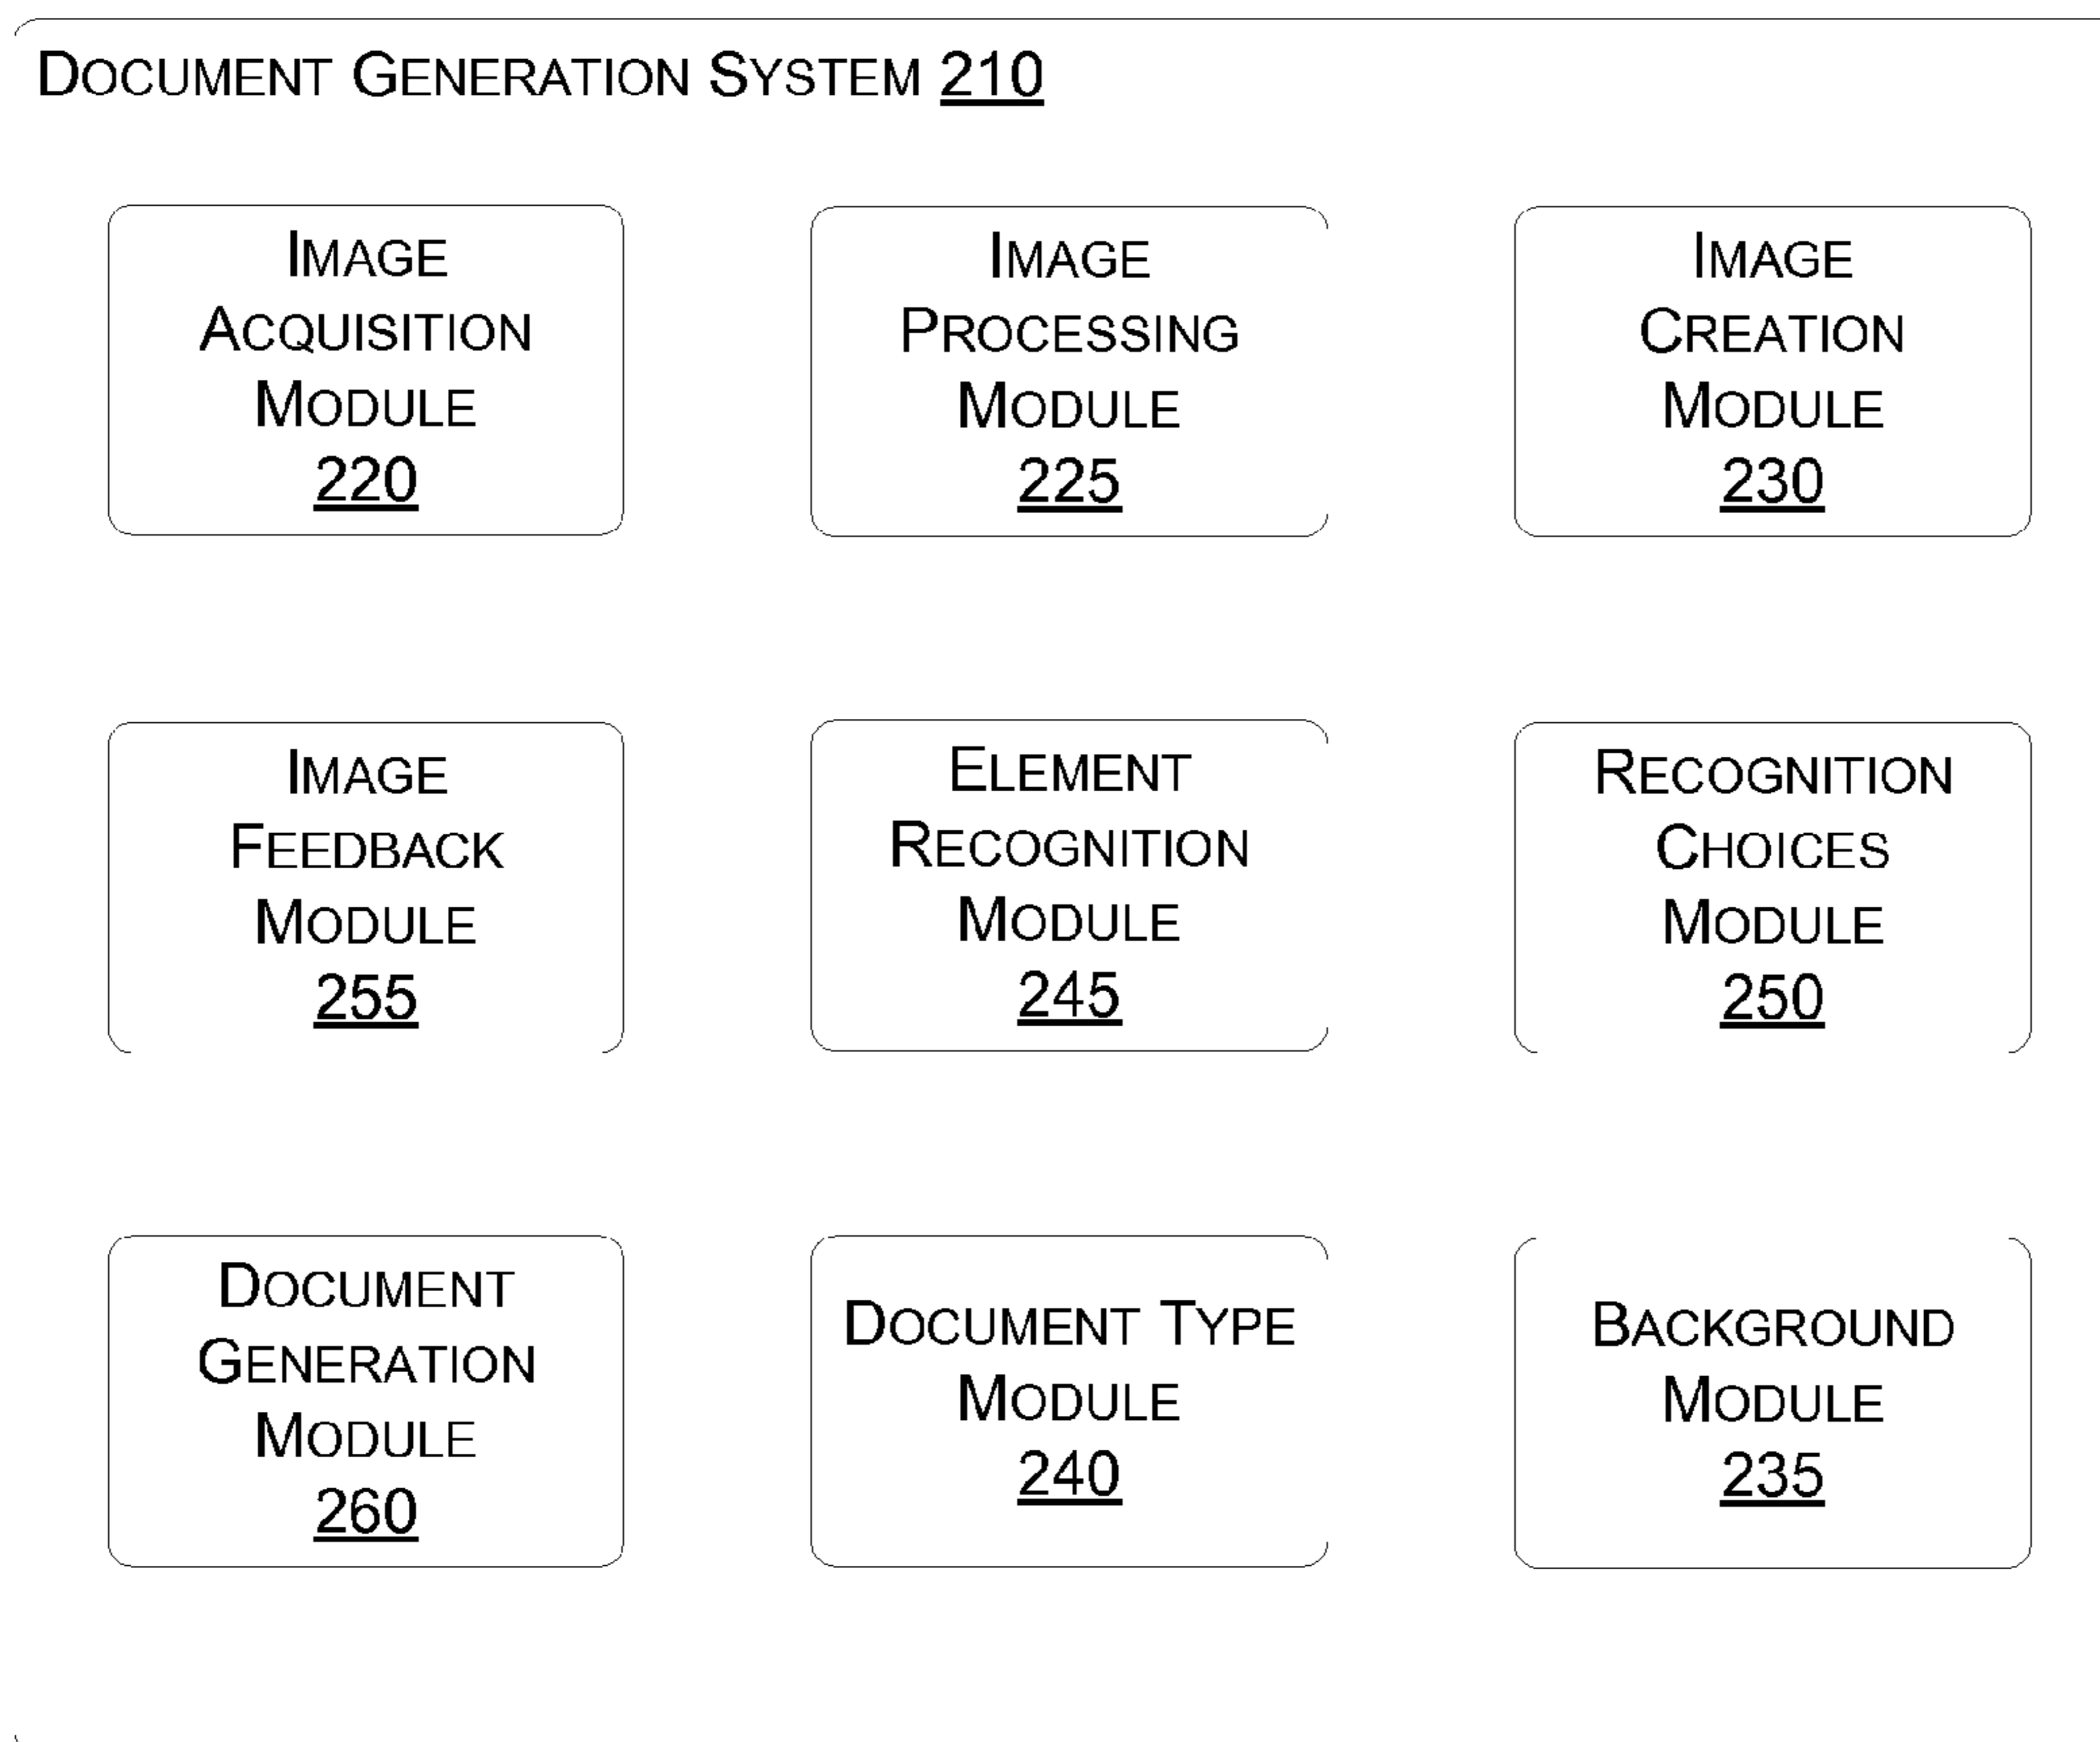 DOCUMENT GENERATION SYSTEM 210
IMAGE
ACQUISITION
MODULE
220
IMAGE
PROCESSING
MODULE
225
IMAGE
CREATION
MODULE
230
IMAGE
FEEDBACK
MODULE
255
ELEMENT
RECOGNITION
MODULE
245
RECOGNITION
CHOICES
MODULE
250
DOCUMENT
GENERATION
MODULE
260
DOCUMENT TYPE
MODULE
240
BACKGROUND
MODULE
235